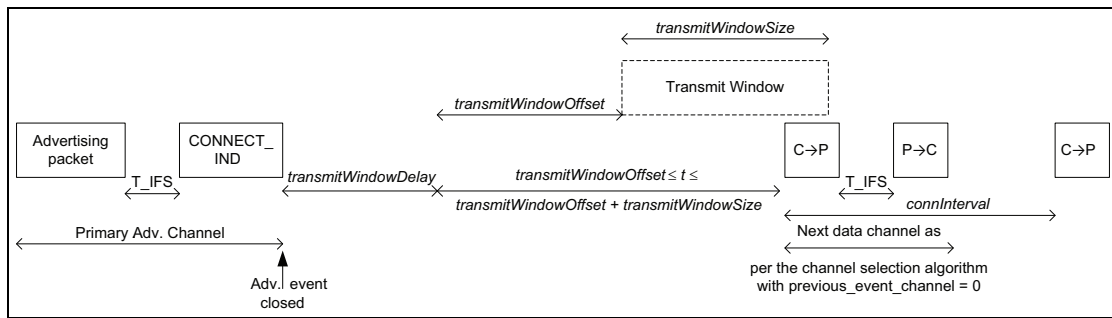 transmitWindowSize
Transmit Window
transmitWindowOffset
Advertising
packet
CONNECT_
IND
C→P
P→C
C→P
T_IFS
transmitWindowDelay
transmitWindowOffset ≤ t ≤
transmitWindowOffset + transmitWindowSize
T_IFS
connInterval
Primary Adv. Channel
Next data channel as
per the channel selection algorithm
with previous_event_channel = 0
Adv. event
closed